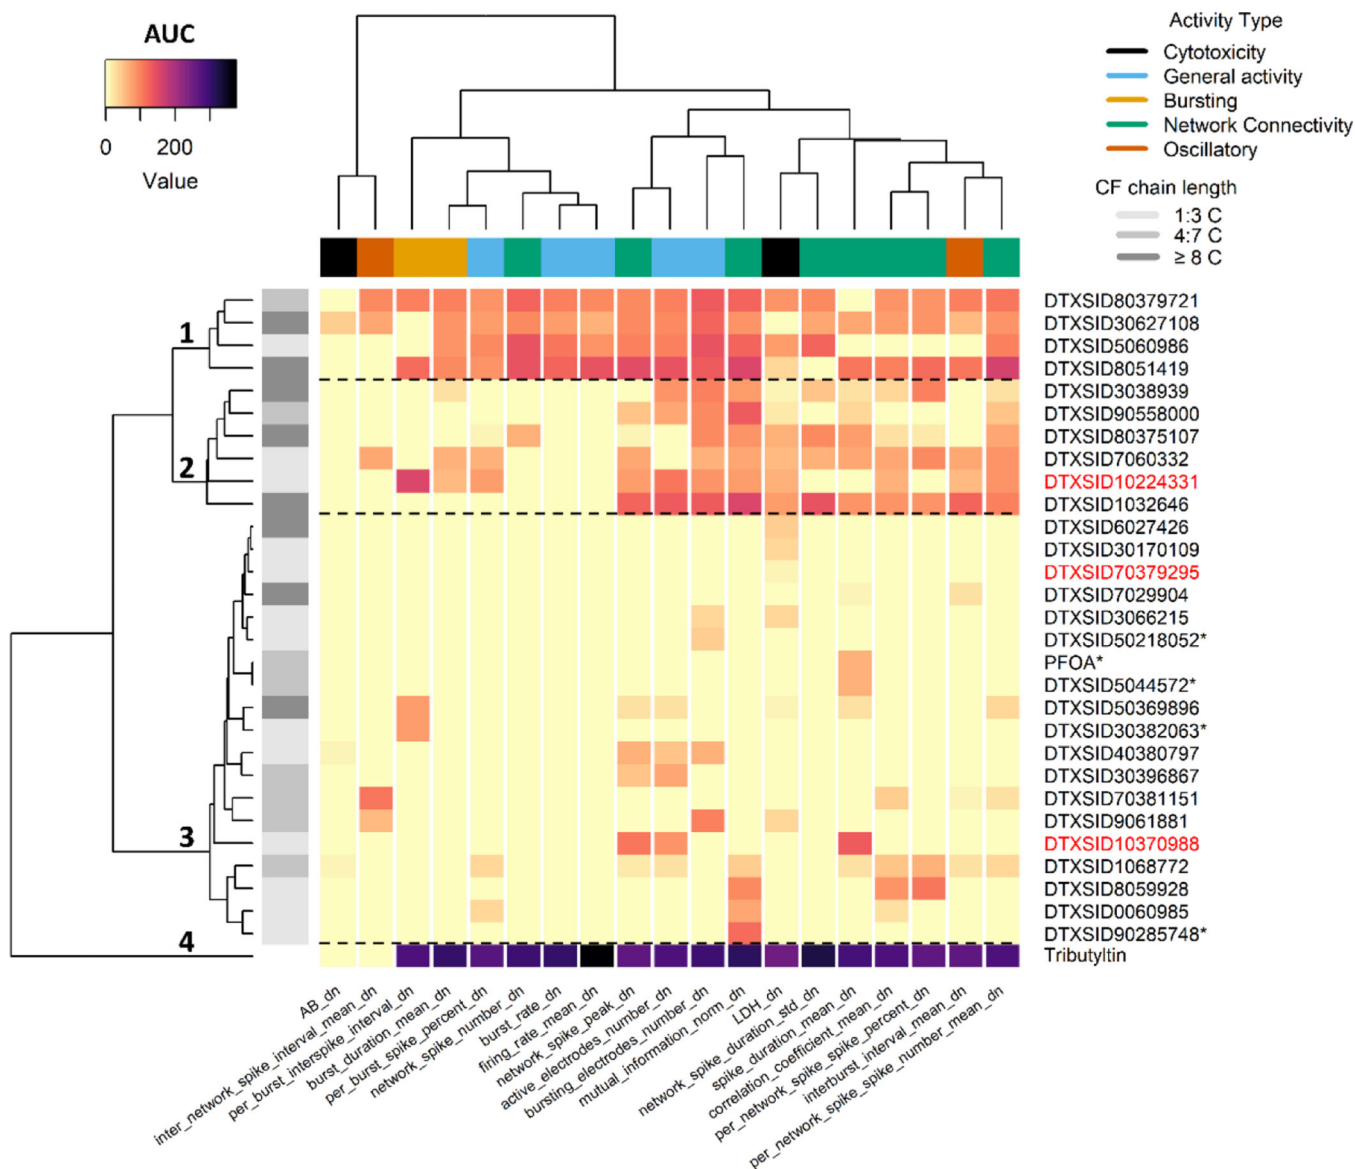 AUC
0 200
Value
Activity Type
Cytotoxicity
General activity
Bursting
Network Connectivity
Oscillatory
CF chain length
1:3 C
4:7 C
≥ 8 C
1
2
3
4
DTXSID80379721
DTXSID30627108
DTXSID5060986
DTXSID8051419
DTXSID3038939
DTXSID90558000
DTXSID80375107
DTXSID7060332
DTXSID10224331
DTXSID1032646
DTXSID6027426
DTXSID30170109
DTXSID70379295
DTXSID7029904
DTXSID3066215
DTXSID50218052*
PFOA*
DTXSID5044572*
DTXSID50369896
DTXSID30382063*
DTXSID40380797
DTXSID30396867
DTXSID70381151
DTXSID9061881
DTXSID10370988
DTXSID1068772
DTXSID8059928
DTXSID0060985
DTXSID90285748*
Tributyltin
AB_dn
inter_network_spike_interval_mean_dn
per_burst_interspike_interval_dn
burst_duration_mean_dn
per_burst_spike_percent_dn
network_spike_number_dn
burst_rate_dn
firing_rate_mean_dn
network_spike_peak_dn
active_electrodes_number_dn
bursting_electrodes_number_dn
mutual_information_norm_dn
LDH_dn
network_spike_duration_std_dn
spike_duration_mean_dn
correlation_coefficient_mean_dn
per_network_spike_spike_percent_dn
interburst_interval_mean_dn
per_network_spike_spike_number_mean_dn